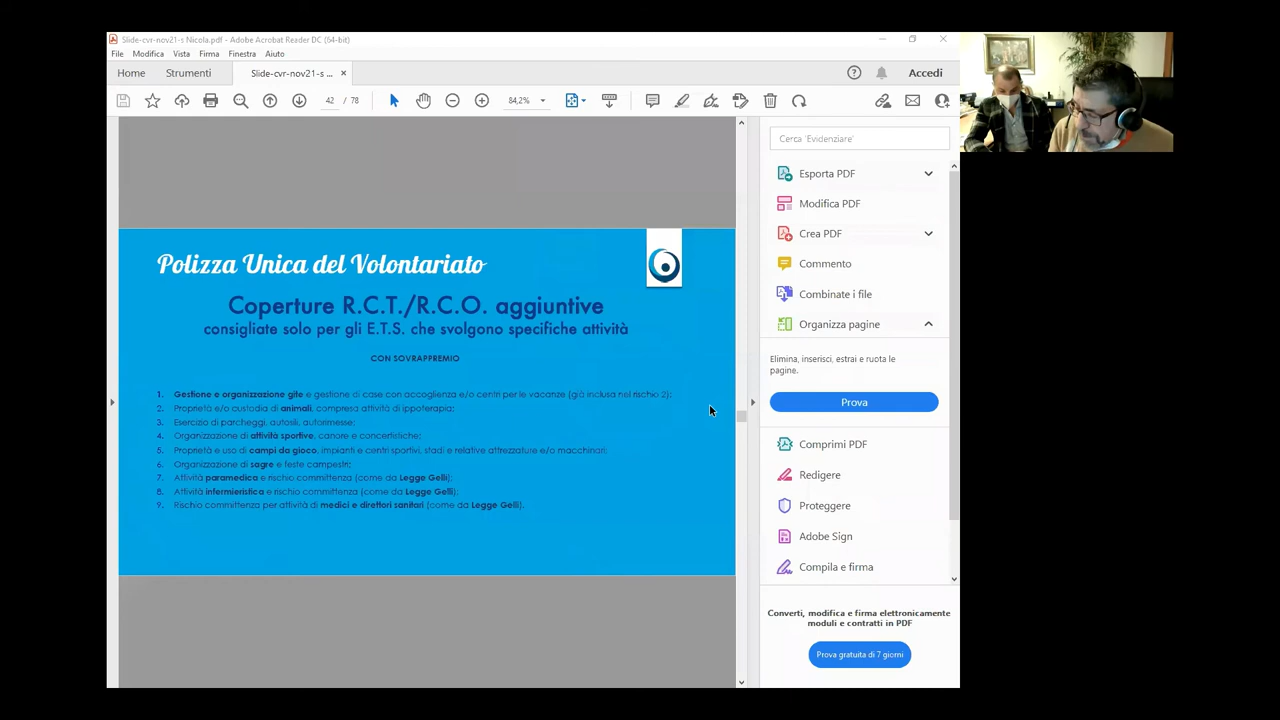 Slide-cvr-nov21-s Nicola.pdf - Adobe Acrobat Reader DC (64-bit)
File Modifica Vista Firma Finestra Aiuto
Home Strumenti Slide-cvr-nov21-s ... Accedi
42 / 78 84,2%
Cerca 'Evidenziare'
Esporta PDF
Modifica PDF
Crea PDF
Commento
Combinate i file
Organizza pagine
Elimina, inserisci, estrai e ruota le
pagine.
Prova
Comprimi PDF
Redigere
Proteggere
Adobe Sign
Compila e firma
Converti, modifica e firma elettronicamente
moduli e contratti in PDF
Prova gratuita di 7 giorni
Polizza Unica del Volontariato
Coperture R.C.T./R.C.O. aggiuntive
consigliate solo per gli E.T.S. che svolgono specifiche attività
CON SOVRAPPREMIO
1. Gestione e organizzazione gite e gestione di case con accoglienza e/o centri per le vacanze (già inclusa nel rischio 2);
2. Proprietà e/o custodia di animali, compresa attività di ippoterapia;
3. Esercizio di parcheggi, autosili, autorimesse;
4. Organizzazione di attività sportive, canore e concertistiche;
5. Proprietà e uso di campi da gioco, impianti e centri sportivi, stadi e relative attrezzature e/o macchinari;
6. Organizzazione di sagre e feste campestri;
7. Attività paramedica e rischio committenza (come da Legge Gelli);
8. Attività infermieristica e rischio committenza (come da Legge Gelli);
9. Rischio committenza per attività di medici e direttori sanitari (come da Legge Gelli).